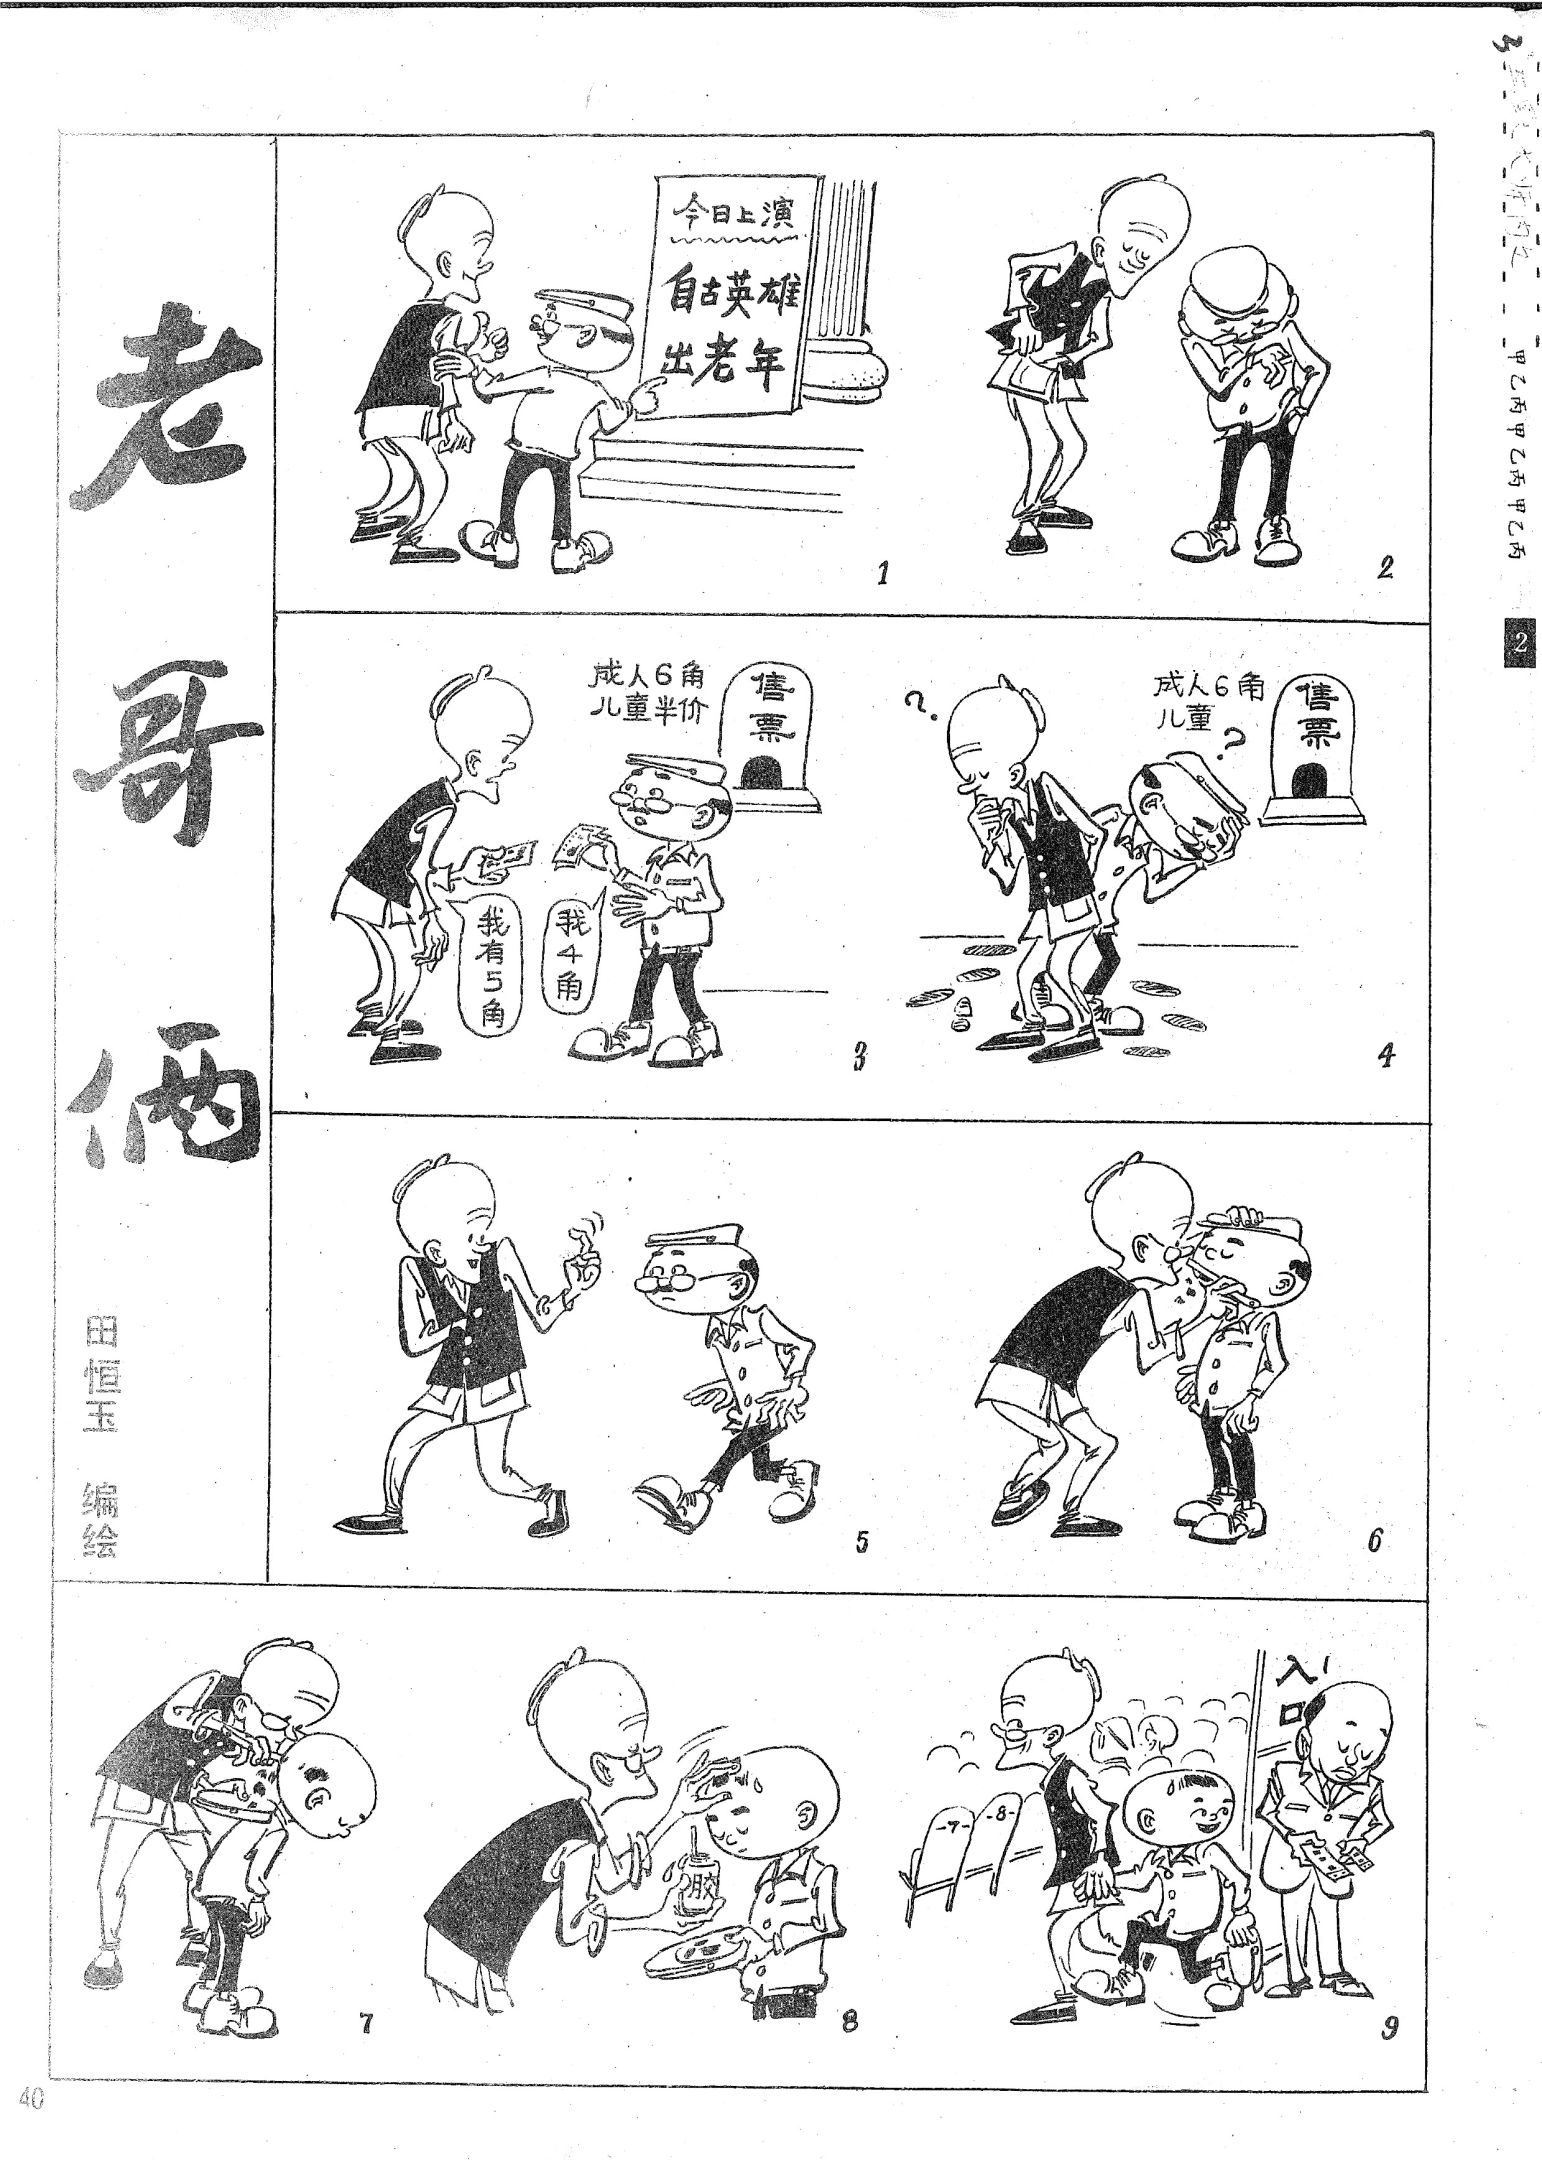 老哥俩
田恒玉 编绘
今日上演
自古英雄
出老年
1
2
成人6角
儿童半价
售票
我有5角
我4角
3
?
成人6角
儿童
?
售票
4
5
6
7
胶
8
入口
-7-
-8-
9
40
甲乙丙甲乙丙甲乙丙
2